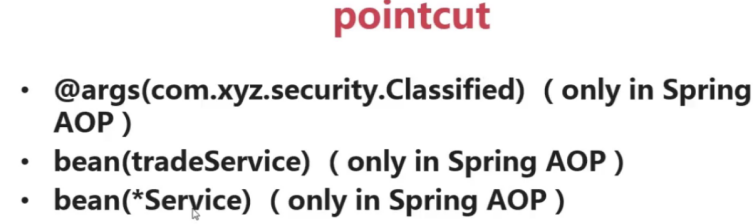 pointcut
• @args(com.xyz.security.Classified) ( only in Spring
AOP )
• bean(tradeService) ( only in Spring AOP )
• bean(*Service) ( only in Spring AOP )